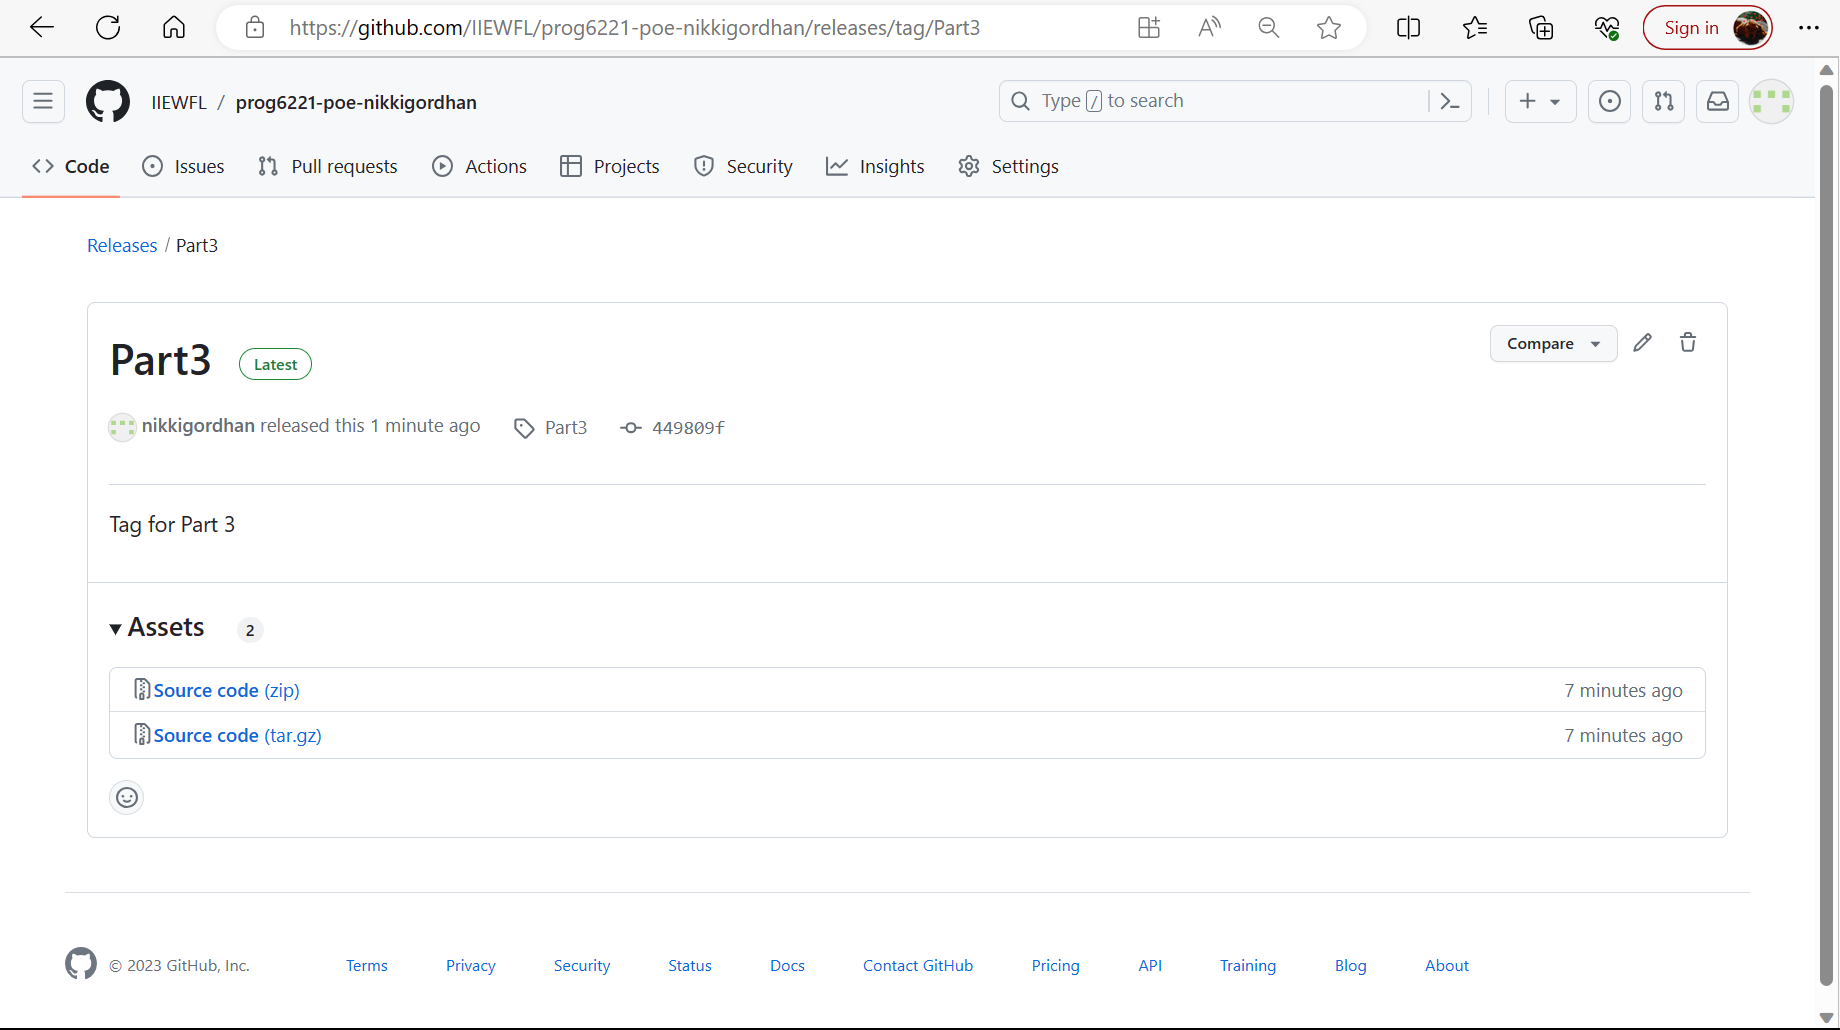 https://github.com/IIEWFL/prog6221-poe-nikkigordhan/releases/tag/Part3
Sign in
IIEWFL / prog6221-poe-nikkigordhan
Type / to search
Code Issues Pull requests Actions Projects Security Insights Settings
Releases / Part3
Part3 Latest
Compare
nikkigordhan released this 1 minute ago Part3 449809f
Tag for Part 3
Assets 2
Source code (zip) 7 minutes ago
Source code (tar.gz) 7 minutes ago
© 2023 GitHub, Inc. Terms Privacy Security Status Docs Contact GitHub Pricing API Training Blog About